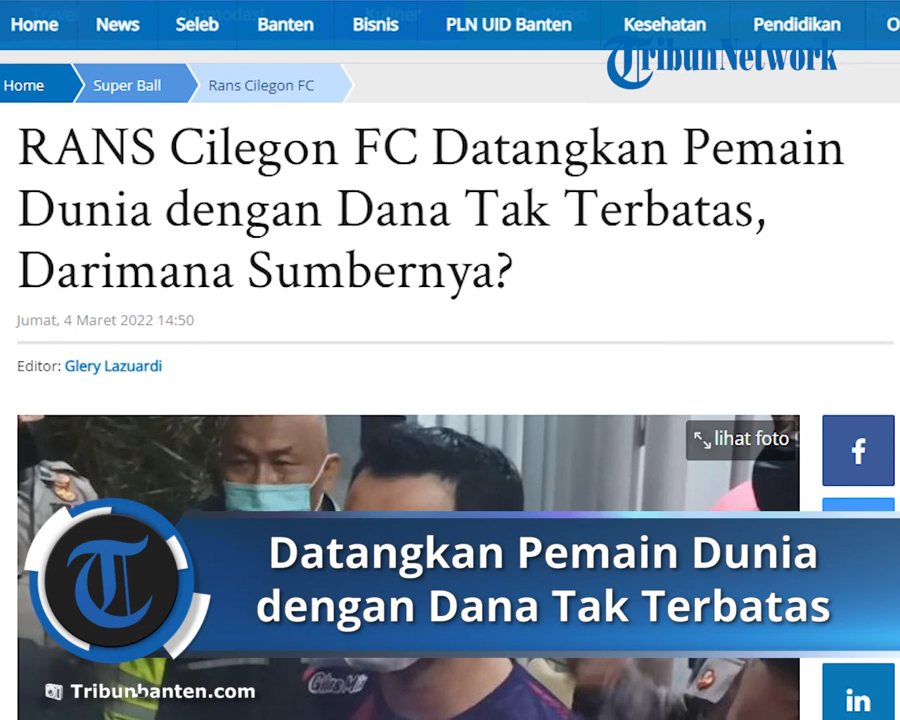 Home News Seleb Banten Bisnis PLN UID Banten Kesehatan Pendidikan
TribunNetwork
Home Super Ball Rans Cilegon FC
RANS Cilegon FC Datangkan Pemain
Dunia dengan Dana Tak Terbatas,
Darimana Sumbernya?
Jumat, 4 Maret 2022 14:50
Editor: Glery Lazuardi
lihat foto
f
Datangkan Pemain Dunia
dengan Dana Tak Terbatas
T
Tribunbanten.com
in